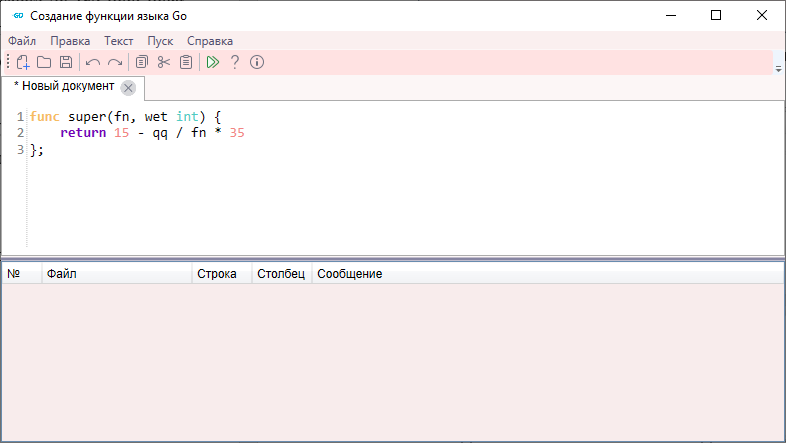 GO Создание функции языка Go
Файл Правка Текст Пуск Справка
* Новый документ
1 func super(fn, wet int) {
2     return 15 - qq / fn * 35
3 };
№ Файл Строка Столбец Сообщение